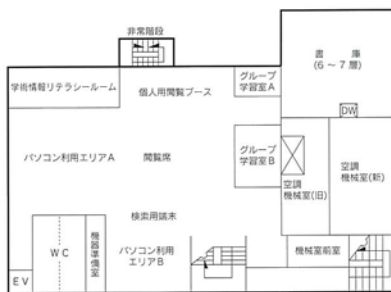 非常階段
書 庫
(6～7層)
学術情報リテラシールーム
個人用閲覧ブース
グループ
学習室A
DW
パソコン利用エリアA
閲覧席
グループ
学習室B
空調
機械室(旧)
空調
機械室(新)
検索用端末
WC
機器準備室
パソコン利用
エリアB
機械室前室
EV